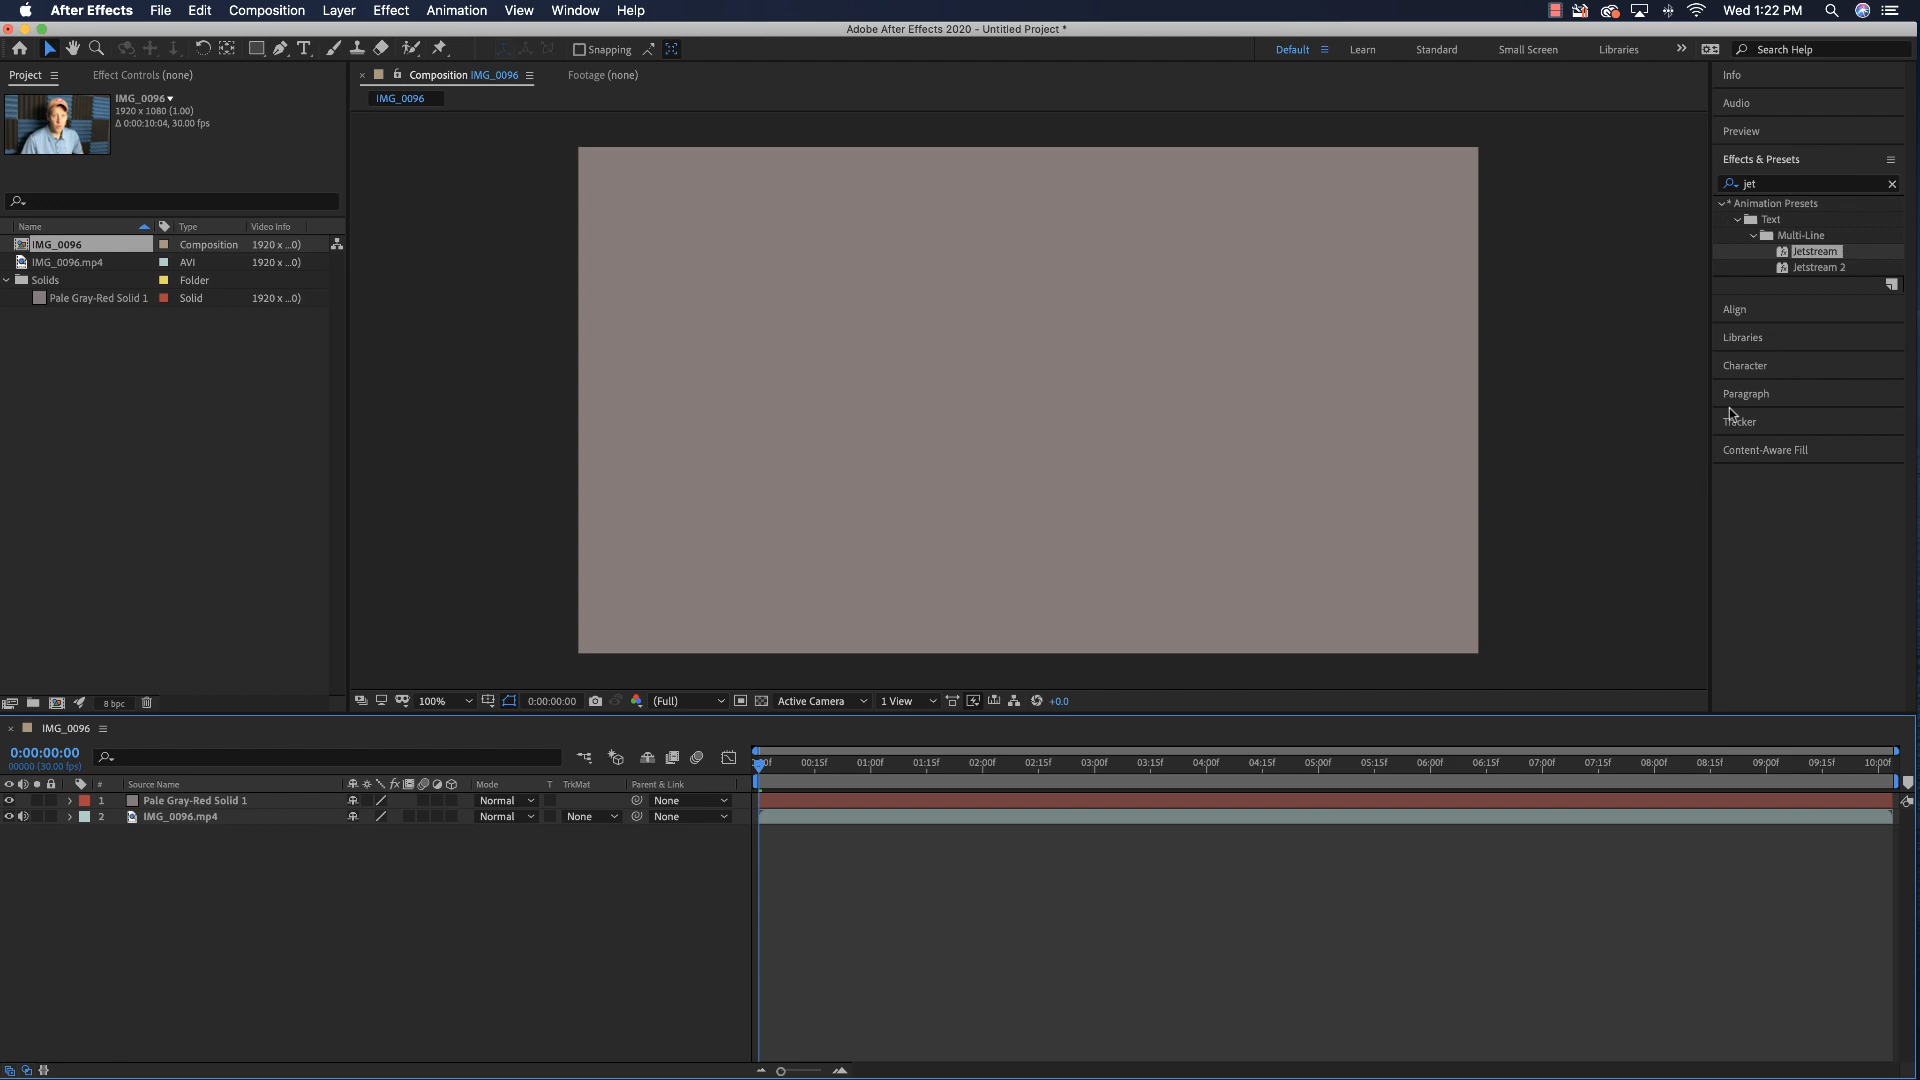 After Effects File Edit Composition Layer Effect Animation View Window Help Wed 1:22 PM
Adobe After Effects 2020 - Untitled Project *
Snapping Default Learn Standard Small Screen Libraries Search Help
Project Effect Controls (none)
Composition IMG_0096 Footage (none)
IMG_0096
IMG_0096
1920 x 1080 (1.00)
Δ 0:00:10:04, 30.00 fps
Name Type Video Info
IMG_0096 Composition 1920 x ...0)
IMG_0096.mp4 AVI 1920 x ...0)
Solids Folder
Pale Gray-Red Solid 1 Solid 1920 x ...0)
Info
Audio
Preview
Effects & Presets
jet
* Animation Presets
Text
Multi-Line
Jetstream
Jetstream 2
Align
Libraries
Character
Paragraph
Tracker
Content-Aware Fill
8 bpc
100% 0:00:00:00 (Full) Active Camera 1 View +0.0
IMG_0096
0:00:00:00
00000 (30.00 fps)
00:15f 01:00f 01:15f 02:00f 02:15f 03:00f 03:15f 04:00f 04:15f 05:00f 05:15f 06:00f 06:15f 07:00f 07:15f 08:00f 08:15f 09:00f 09:15f 10:00f
# Source Name Mode T TrkMat Parent & Link
1 Pale Gray-Red Solid 1 Normal None
2 IMG_0096.mp4 Normal None None